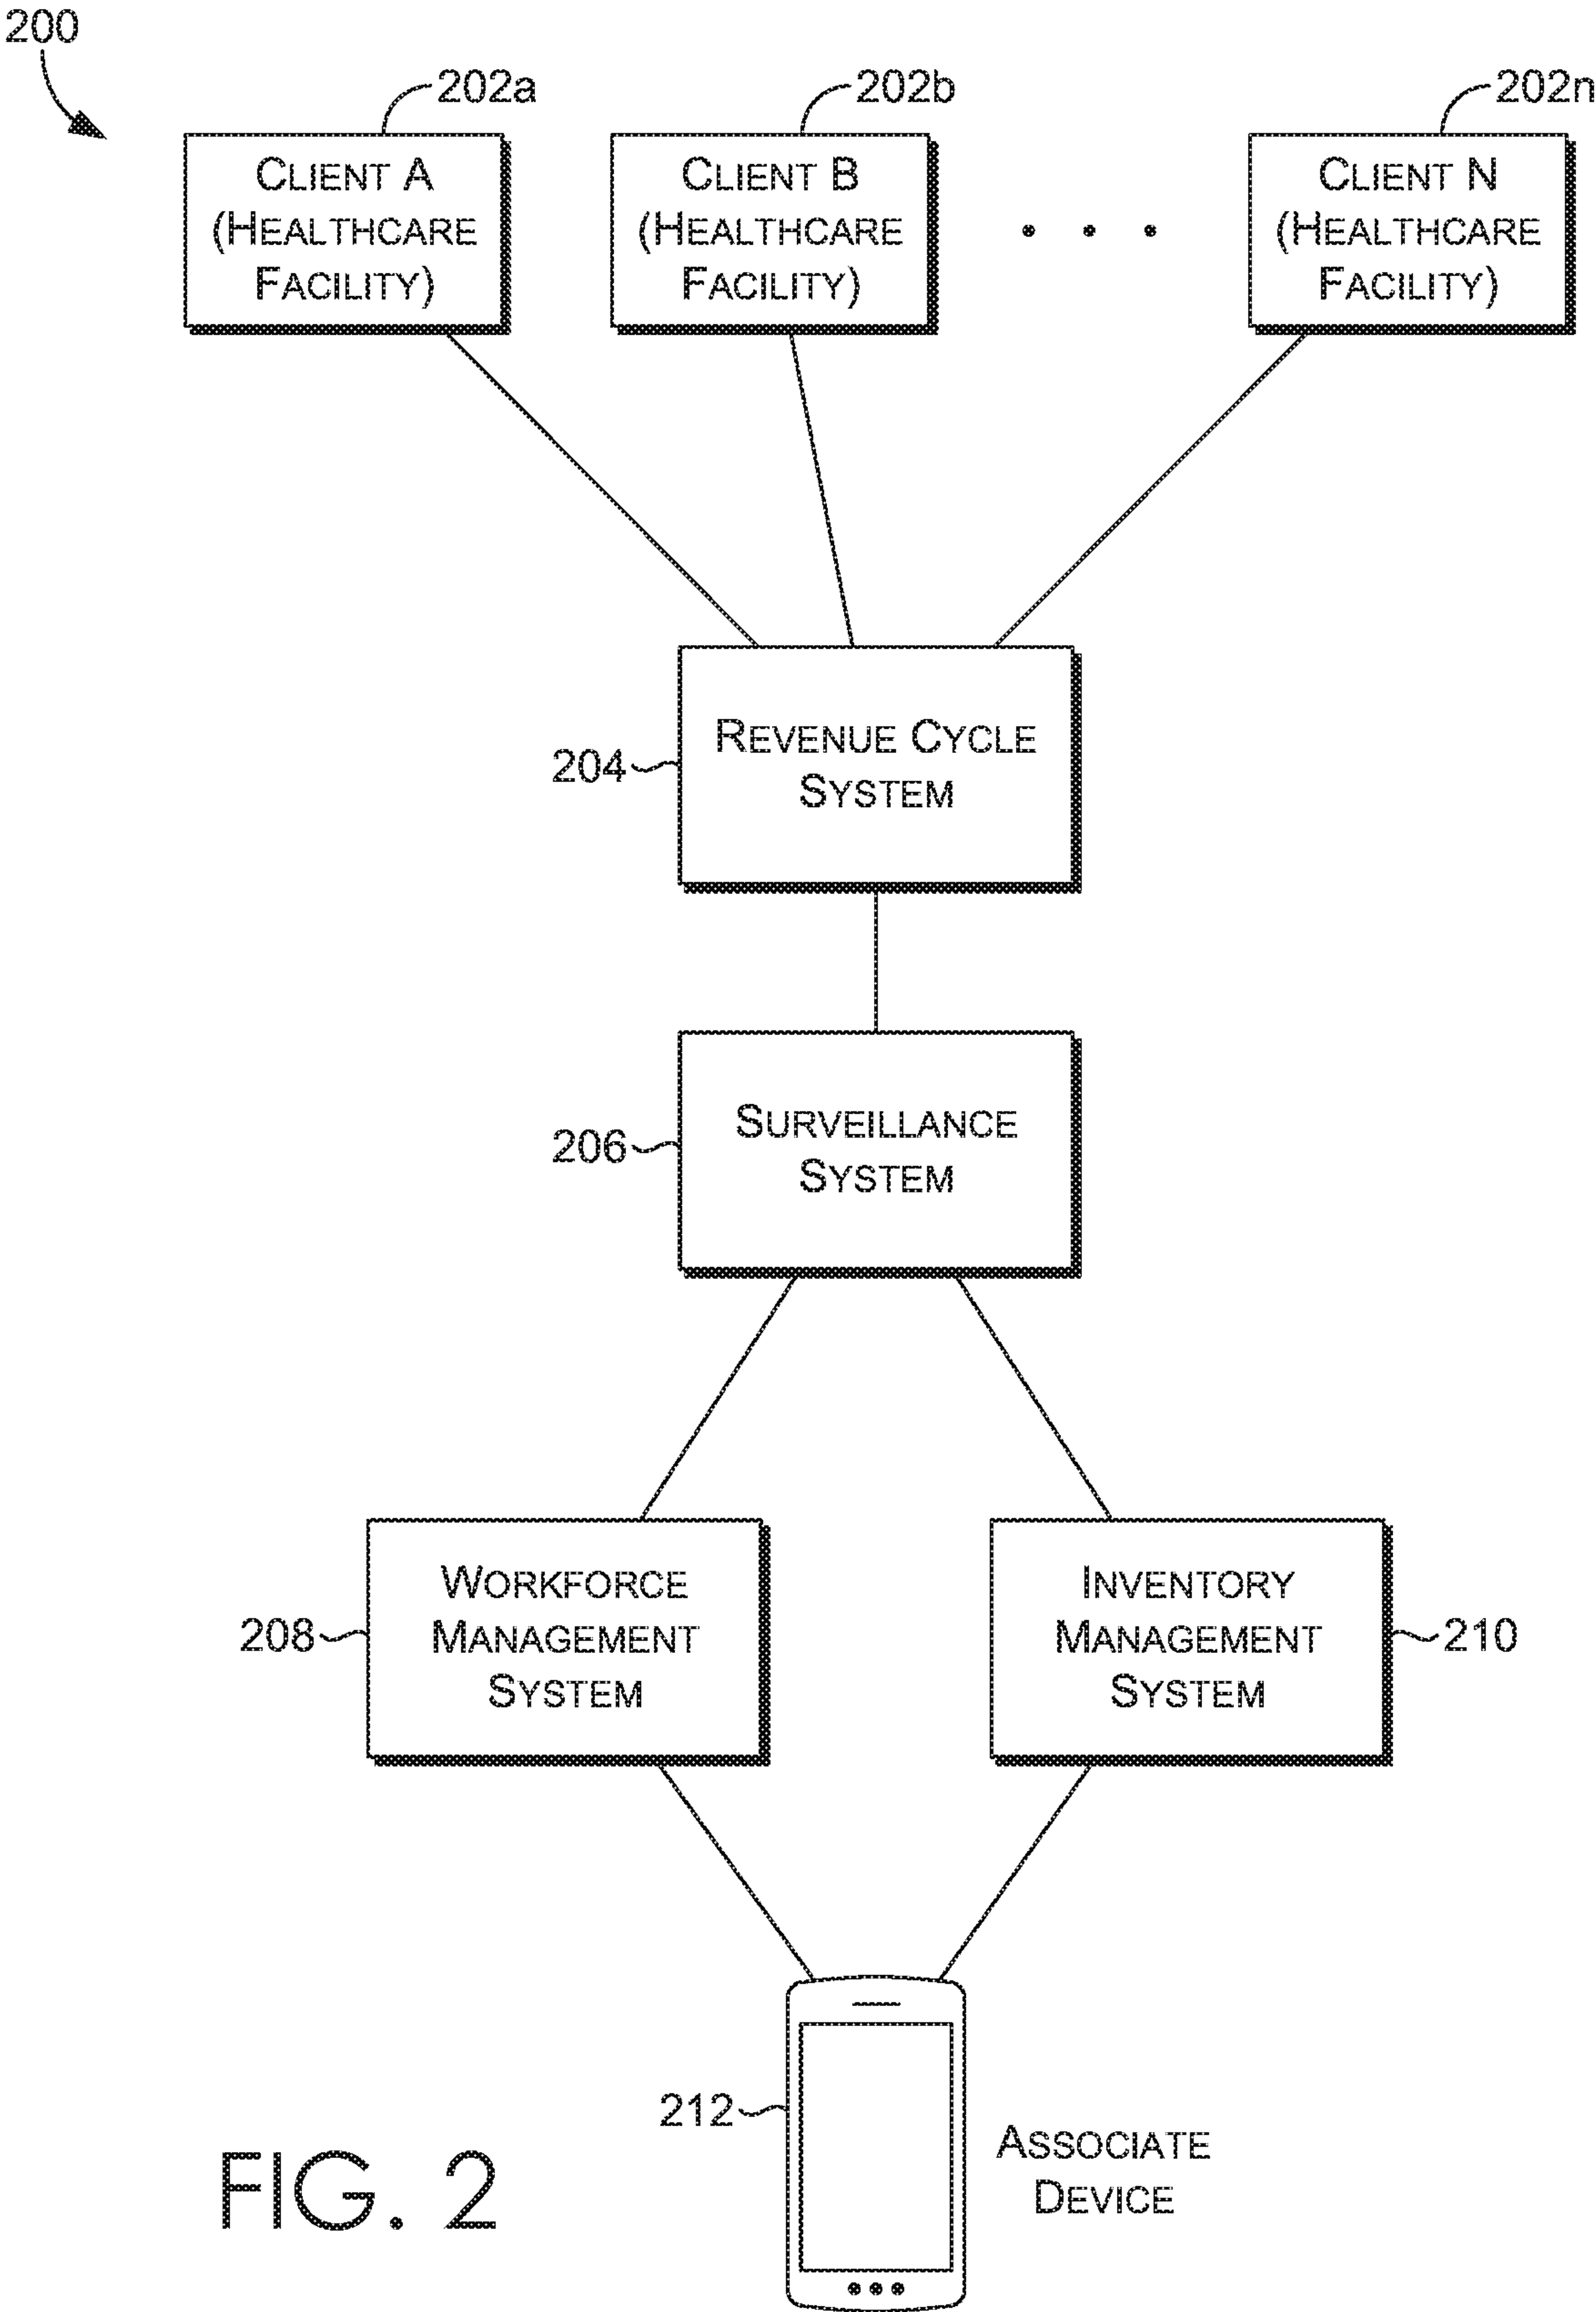 200
202a
202b
202n
CLIENT A
(HEALTHCARE
FACILITY)
CLIENT B
(HEALTHCARE
FACILITY)
. . .
CLIENT N
(HEALTHCARE
FACILITY)
204
REVENUE CYCLE
SYSTEM
206
SURVEILLANCE
SYSTEM
208
WORKFORCE
MANAGEMENT
SYSTEM
INVENTORY
MANAGEMENT
SYSTEM
210
212
ASSOCIATE
DEVICE
FIG. 2